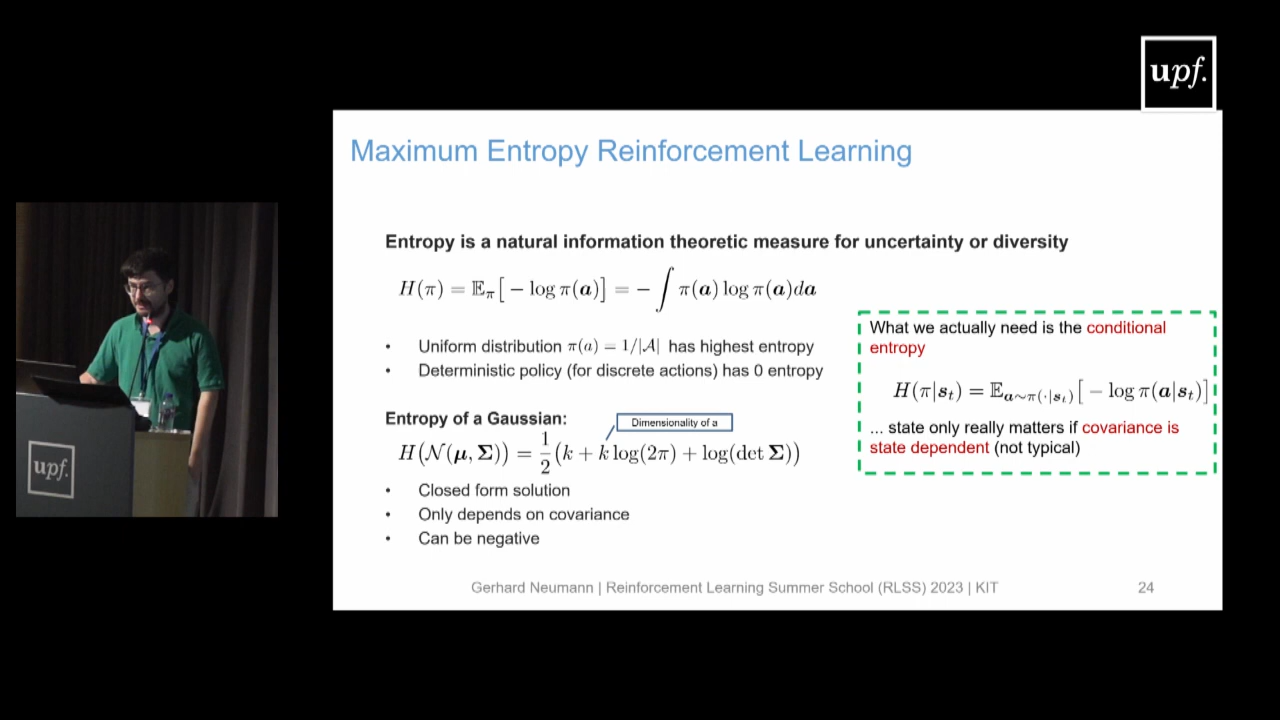 upf.
Maximum Entropy Reinforcement Learning
Entropy is a natural information theoretic measure for uncertainty or diversity
H(π) = 𝔼_π[ − log π(a)] = − ∫ π(a) log π(a)da
• Uniform distribution π(a) = 1/|𝒜| has highest entropy
• Deterministic policy (for discrete actions) has 0 entropy
What we actually need is the conditional
entropy
H(π|s_t) = 𝔼_{a∼π(·|s_t)}[ − log π(a|s_t)]
... state only really matters if covariance is
state dependent (not typical)
Entropy of a Gaussian:
Dimensionality of a
H(𝒩(μ, Σ)) = 1/2 (k + k log(2π) + log(det Σ))
• Closed form solution
• Only depends on covariance
• Can be negative
Gerhard Neumann | Reinforcement Learning Summer School (RLSS) 2023 | KIT
24
upf.